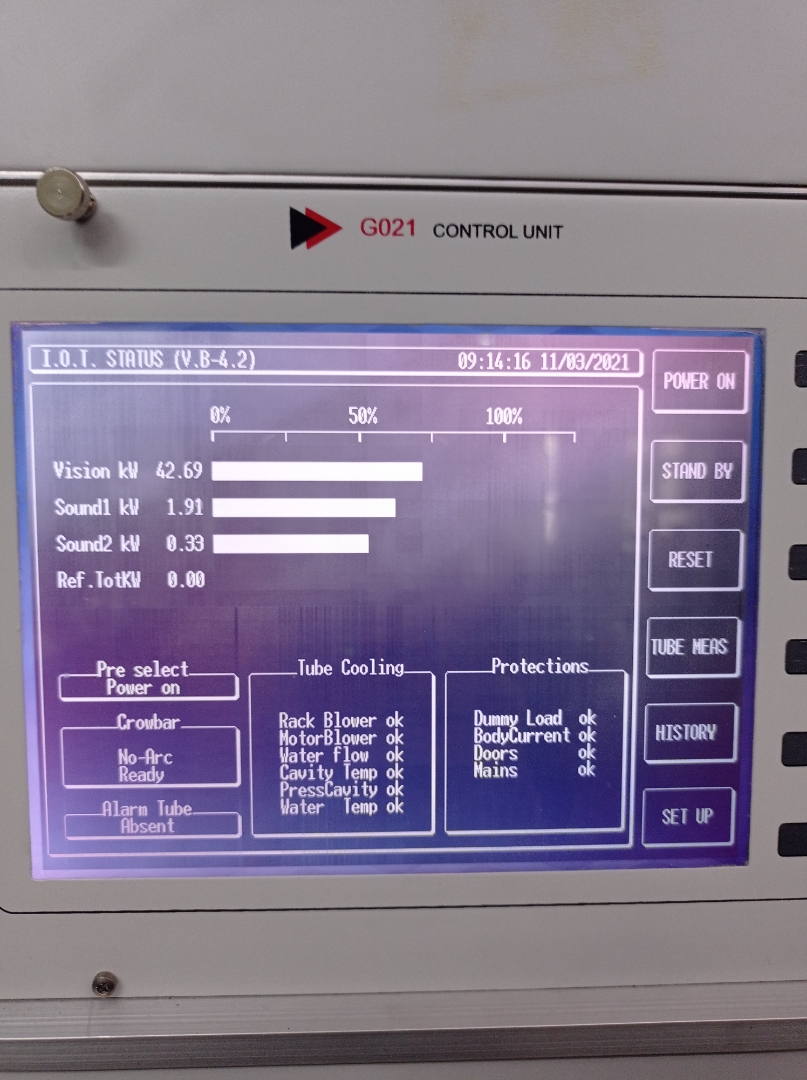 G021 CONTROL UNIT
I.O.T. STATUS (V.B-4.2) 09:14:16 11/03/2021
POWER ON
0% 50% 100%
Vision kW 42.69
Sound1 kW 1.91
Sound2 kW 0.33
Ref.TotKW 0.00
STAND BY
RESET
TUBE MEAS
HISTORY
SET UP
Pre select
Power on
Crowbar
No-Arc
Ready
Alarm Tube
Absent
Tube Cooling
Rack Blower ok
MotorBlower ok
Water flow ok
Cavity Temp ok
PressCavity ok
Water Temp ok
Protections
Dummy Load ok
BodyCurrent ok
Doors ok
Mains ok